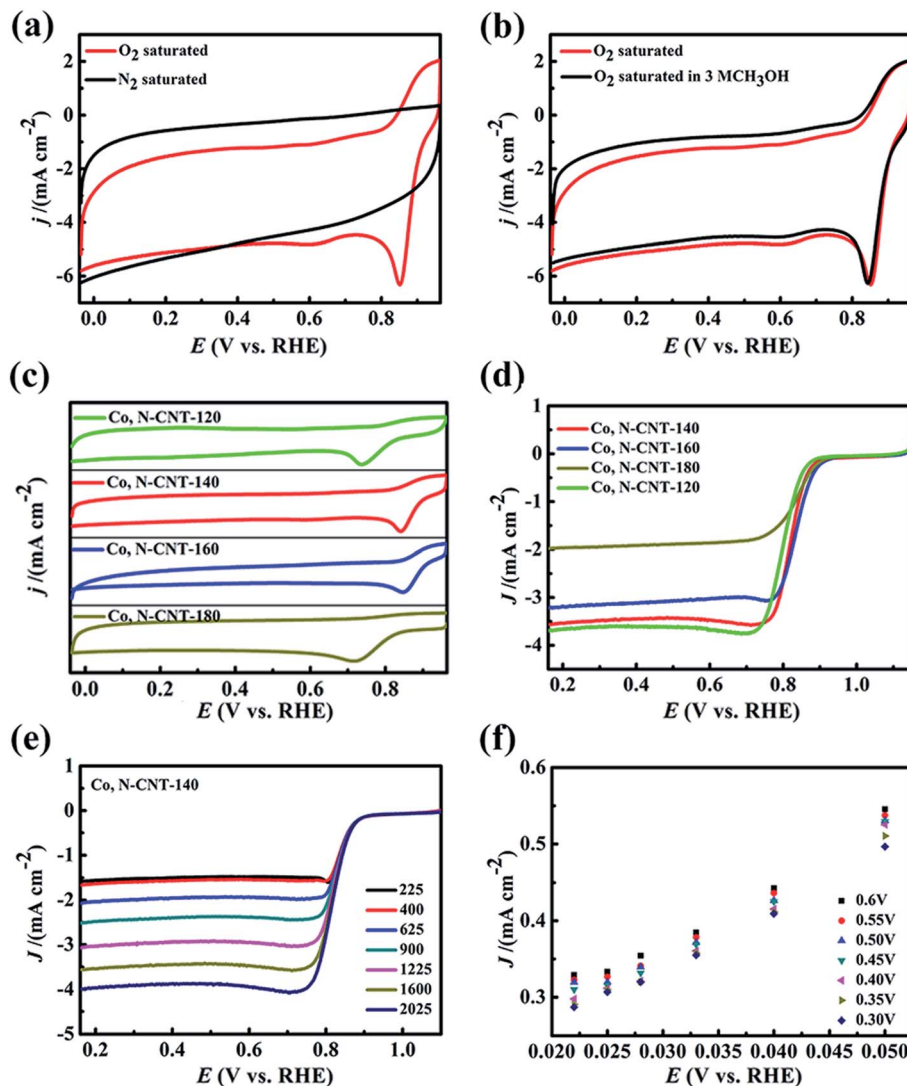 (a)
O2 saturated
N2 saturated
2
0
-2
-4
-6
j /(mA cm-2)
0.0 0.2 0.4 0.6 0.8
E (V vs. RHE)
(b)
O2 saturated
O2 saturated in 3 MCH3OH
2
0
-2
-4
-6
j /(mA cm-2)
0.0 0.2 0.4 0.6 0.8
E (V vs. RHE)
(c)
Co, N-CNT-120
Co, N-CNT-140
Co, N-CNT-160
Co, N-CNT-180
j /(mA cm-2)
0.0 0.2 0.4 0.6 0.8
E (V vs. RHE)
(d)
Co, N-CNT-140
Co, N-CNT-160
Co, N-CNT-180
Co, N-CNT-120
1
0
-1
-2
-3
-4
J /(mA cm-2)
0.2 0.4 0.6 0.8 1.0
E (V vs. RHE)
(e)
Co, N-CNT-140
1
0
-1
-2
-3
-4
-5
J /(mA cm-2)
225
400
625
900
1225
1600
2025
0.2 0.4 0.6 0.8 1.0
E (V vs. RHE)
(f)
0.6
0.5
0.4
0.3
J /(mA cm-2)
0.6V
0.55V
0.50V
0.45V
0.40V
0.35V
0.30V
0.020 0.025 0.030 0.035 0.040 0.045 0.050
E (V vs. RHE)